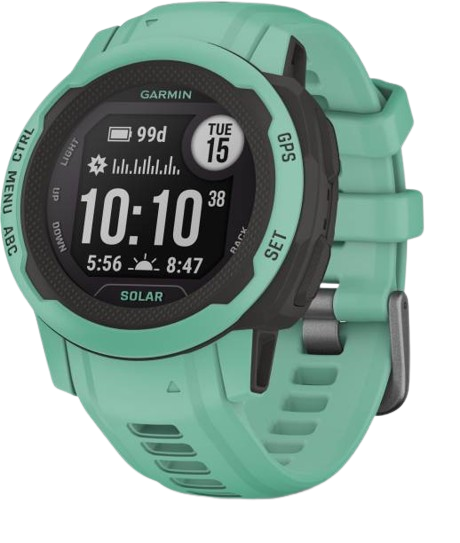 GARMIN
CTRL
LIGHT
99d
TUE
15
GPS
MENU
UP
10:10 38
ABC
DOWN
BACK
SET
5:56 8:47
SOLAR